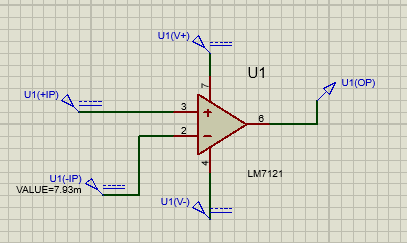 U1(V+)
U1
U1(OP)
7
U1(+IP)
3
6
2
4
LM7121
U1(-IP)
VALUE=7.93m
U1(V-)